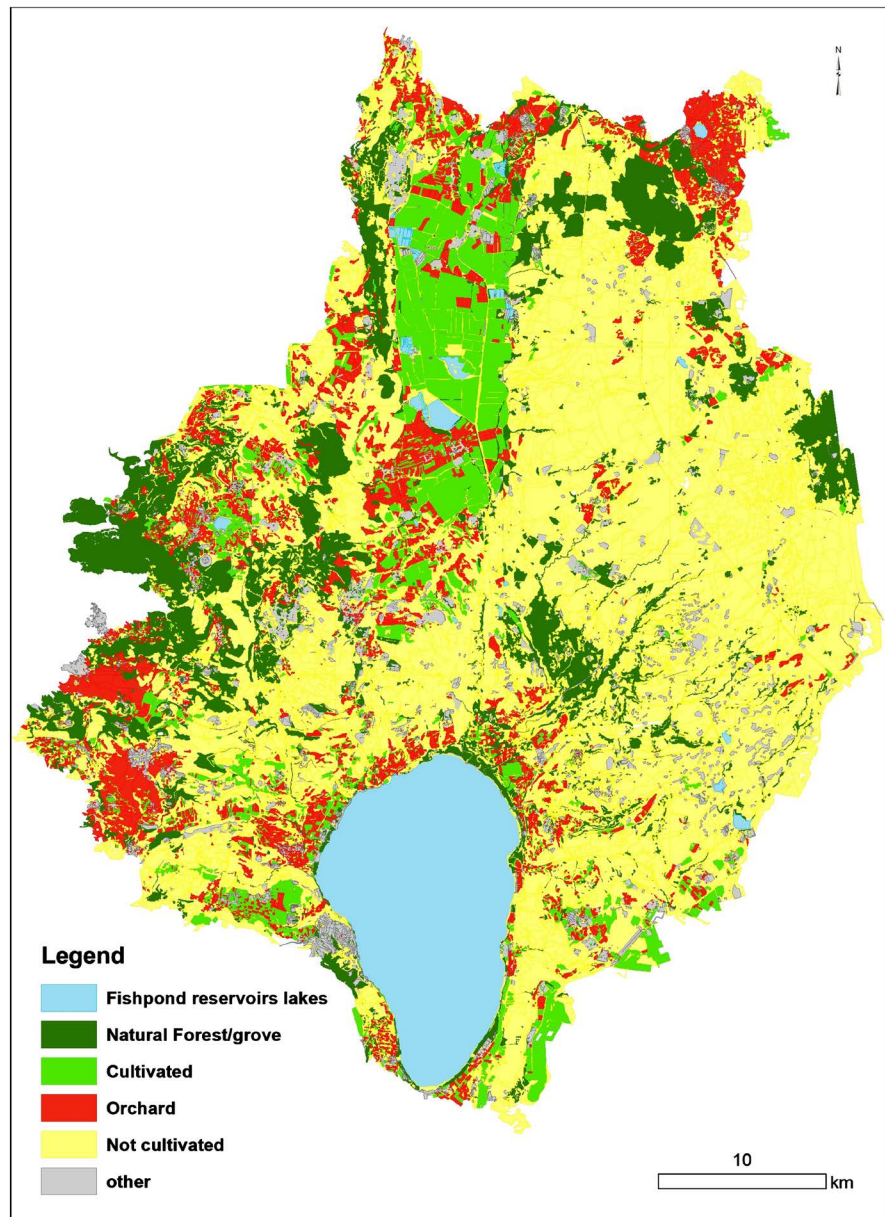 N
Legend
Fishpond reservoirs lakes
Natural Forest/grove
Cultivated
Orchard
Not cultivated
other
10
km